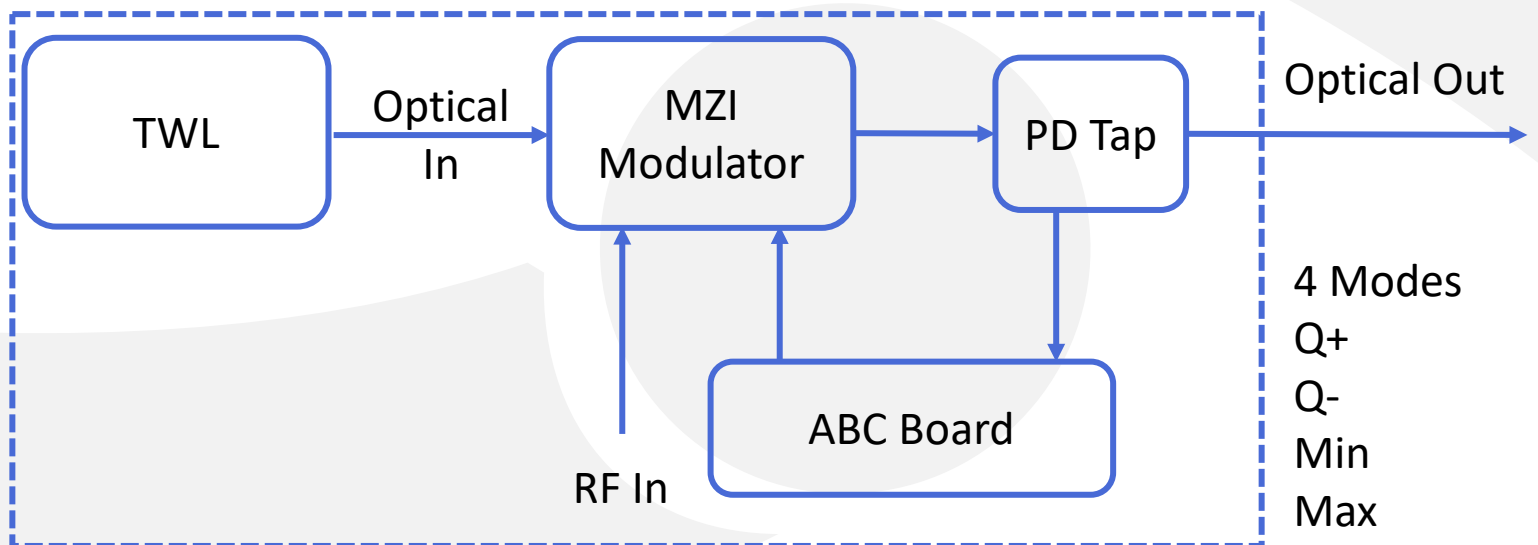 TWL
Optical
In
MZI
Modulator
PD Tap
Optical Out
RF In
ABC Board
4 Modes
Q+
Q-
Min
Max